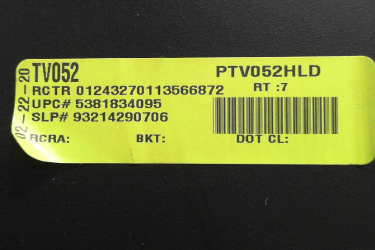 02-22-20
TV052
PTV052HLD
RCTR 01243270113566872
RT :7
UPC# 5381834095
SLP# 93214290706
RCRA: BKT: DOT CL: